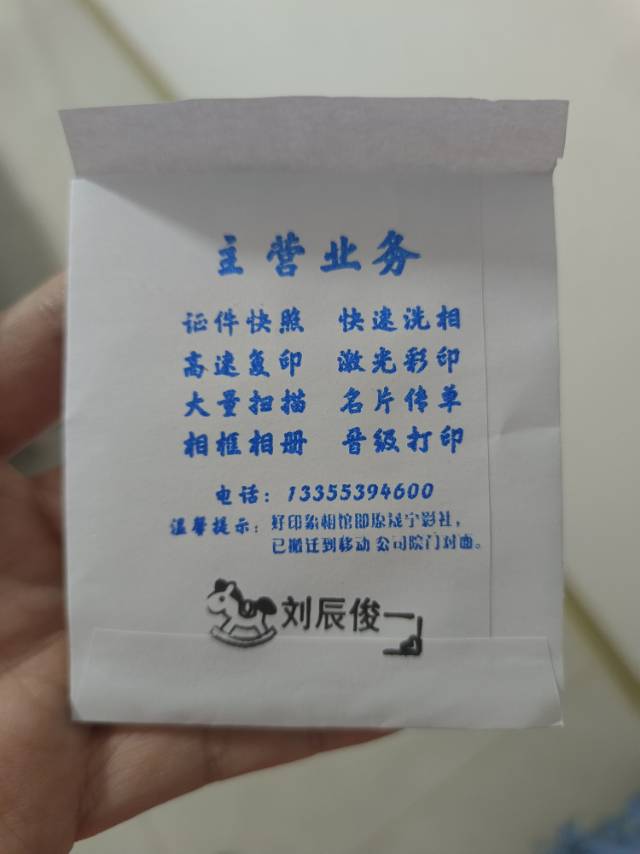 主营业务
证件快照 快速洗相
高速复印 激光彩印
大量扫描 名片传单
相框相册 晋级打印
电话：13355394600
温馨提示：好印象相馆即原晟宁影社，
已搬迁到移动公司院门对面。
刘辰俊一